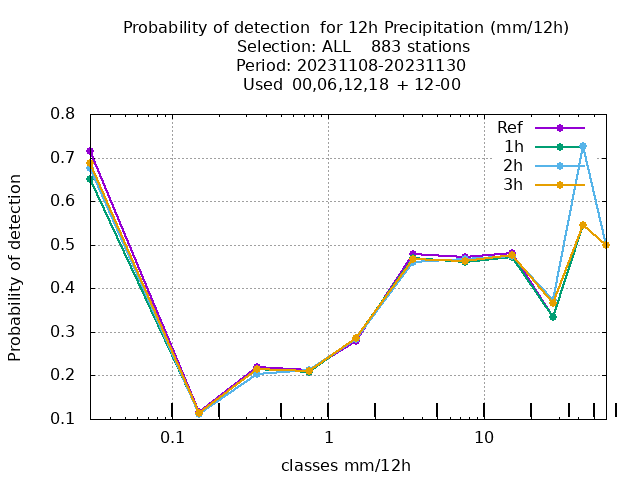 Probability of detection  for 12h Precipitation (mm/12h)
Selection: ALL    883 stations
Period: 20231108-20231130
Used  00,06,12,18  + 12-00
0.8
0.7
0.6
0.5
0.4
0.3
0.2
0.1
Probability of detection
Ref
1h
2h
3h
0.1 1 10
classes mm/12h